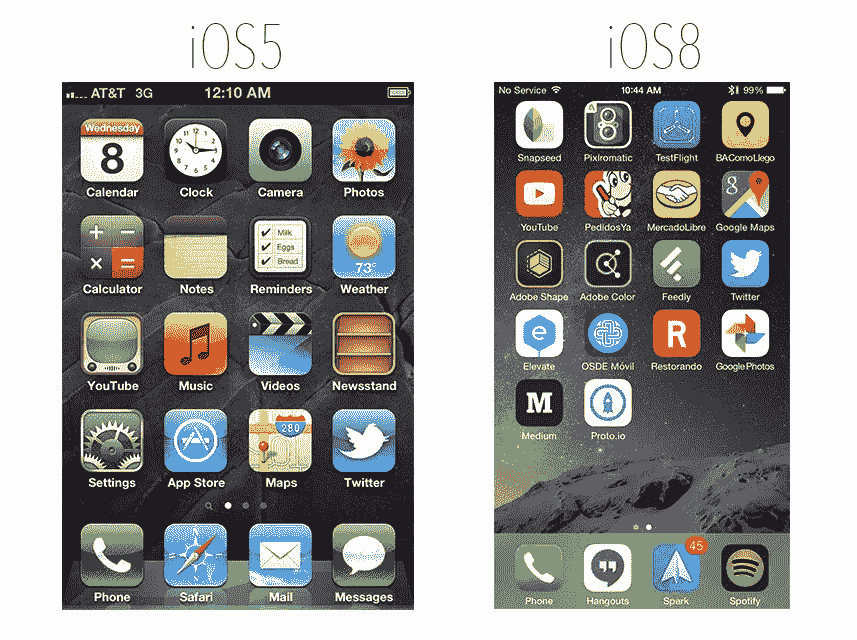 iOS5
AT&T 3G 12:10 AM
Wednesday
8
Calendar Clock Camera Photos
Milk
Eggs
Bread
73°
Calculator Notes Reminders Weather
YouTube Music Videos Newsstand
280
Settings App Store Maps Twitter
Phone Safari Mail Messages
iOS8
No Service 10:44 AM 99%
Snapseed Pixlromatic TestFlight BAComoLlego
g
YouTube PedidosYa MercadoLibre Google Maps
Adobe Shape Adobe Color Feedly Twitter
e R
Elevate OSDE Móvil Restorando Google Photos
M
Medium Proto.io
45
Phone Hangouts Spark Spotify